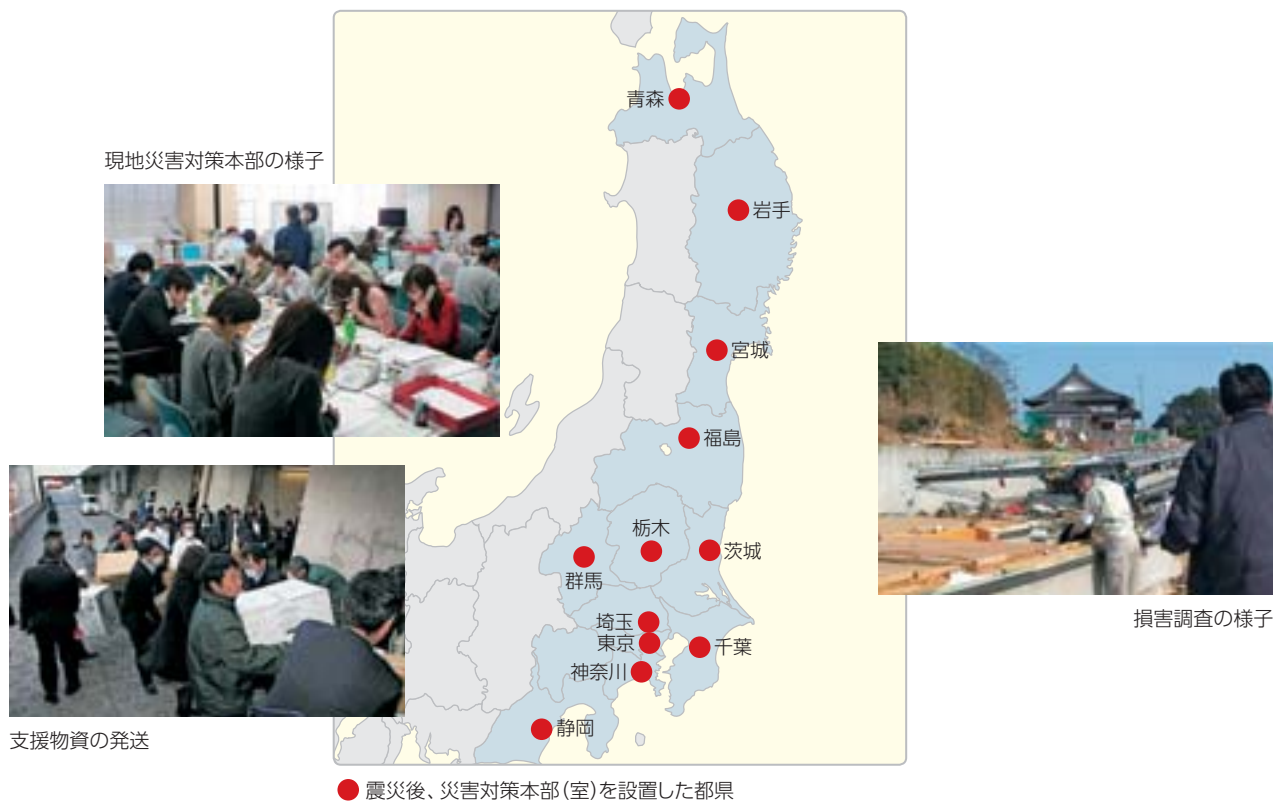 青森
現地災害対策本部の様子
岩手
宮城
福島
栃木
茨城
群馬
埼玉
損害調査の様子
東京
千葉
神奈川
静岡
支援物資の発送
震災後、災害対策本部(室)を設置した都県